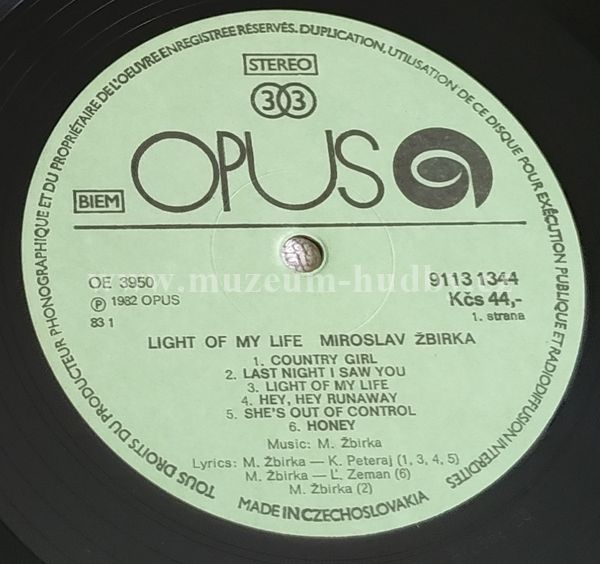 TOUS DROITS DU PRODUCTEUR PHONOGRAPHIQUE ET DU PROPRIÉTAIRE DE L'OEUVRE ENREGISTREE RÉSERVÉS. DUPLICATION, UTILISATION DE CE DISQUE POUR EXÉCUTION PUBLIQUE ET RADIODIFFUSION INTERDITES
STEREO
33
OPUS
BIEM
www.muzeum-hudby.
OE 3950
9113 1344
℗ 1982 OPUS
Kčs 44,-
83 1
1. strana
LIGHT OF MY LIFE MIROSLAV ŽBIRKA
1. COUNTRY GIRL
2. LAST NIGHT I SAW YOU
3. LIGHT OF MY LIFE
4. HEY, HEY RUNAWAY
5. SHE'S OUT OF CONTROL
6. HONEY
Music: M. Žbirka
Lyrics: M. Žbirka — K. Peteraj (1, 3, 4, 5)
M. Žbirka — Ľ. Zeman (6)
M. Žbirka (2)
MADE IN CZECHOSLOVAKIA